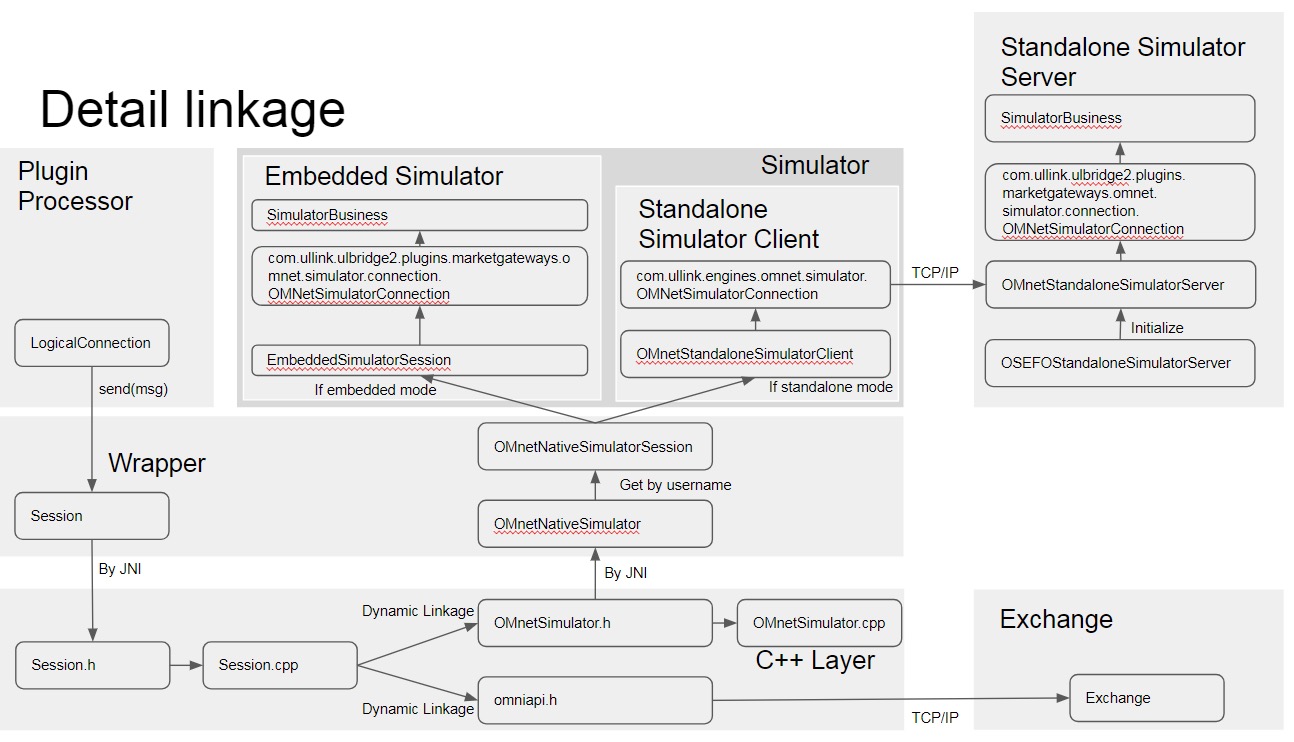 Detail linkage
Plugin
Processor
LogicalConnection
send(msg)
Simulator
Embedded Simulator
SimulatorBusiness
com.ullink.ulbridge2.plugins.marketgateways.o
mnet.simulator.connection.
OMNetSimulatorConnection
EmbeddedSimulatorSession
If embedded mode
Standalone
Simulator Client
com.ullink.engines.omnet.simulator.
OMNetSimulatorConnection
OMnetStandaloneSimulatorClient
If standalone mode
TCP/IP
Standalone Simulator
Server
SimulatorBusiness
com.ullink.ulbridge2.plugins.
marketgateways.omnet.
simulator.connection.
OMNetSimulatorConnection
OMnetStandaloneSimulatorServer
Initialize
OSEFOStandaloneSimulatorServer
Wrapper
Session
OMnetNativeSimulatorSession
Get by username
OMnetNativeSimulator
By JNI
By JNI
Session.h
Session.cpp
Dynamic Linkage
OMnetSimulator.h
OMnetSimulator.cpp
C++ Layer
Dynamic Linkage
omniapi.h
TCP/IP
Exchange
Exchange